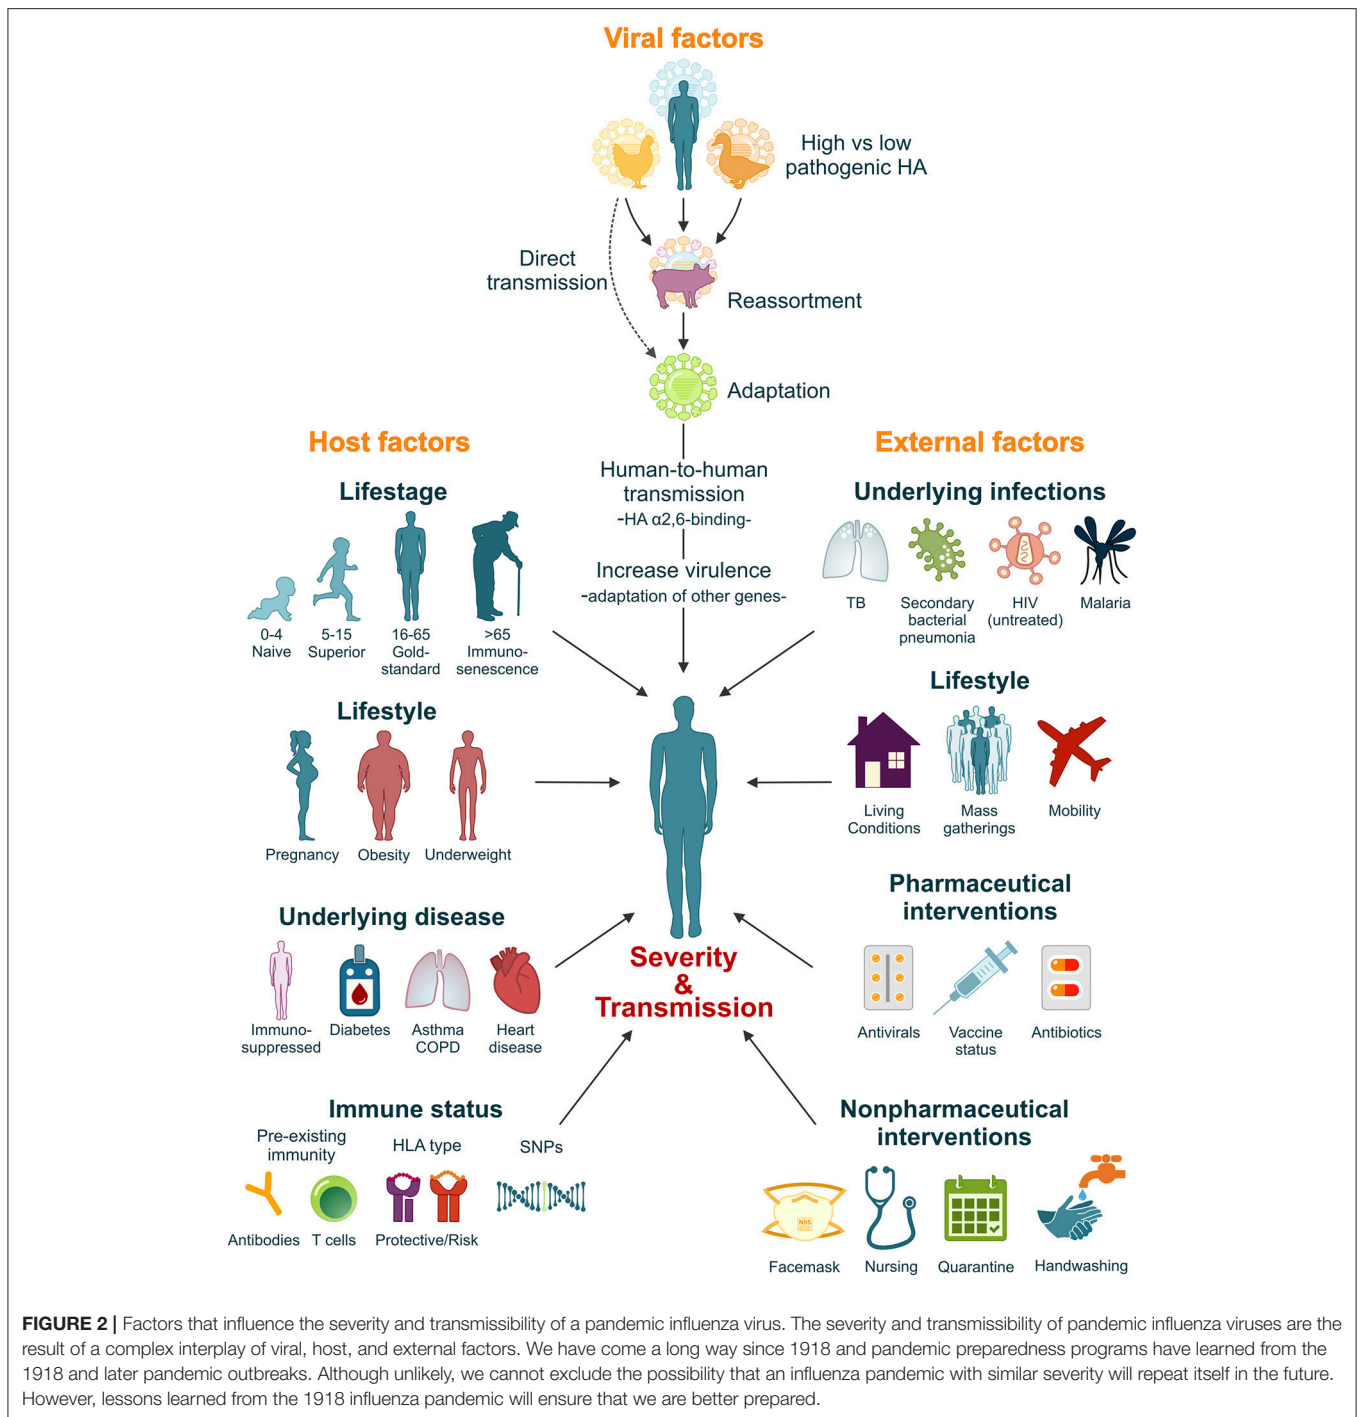 Viral factors
High vs low
pathogenic HA
Direct
transmission
Reassortment
Adaptation
Human-to-human
transmission
-HA α2,6-binding-
Increase virulence
-adaptation of other genes-
Host factors
Lifestage
0-4
Naive
5-15
Superior
16-65
Gold-
standard
>65
Immuno-
senescence
Lifestyle
Pregnancy
Obesity
Underweight
Underlying disease
Immuno-
suppressed
Diabetes
Asthma
COPD
Heart
disease
Immune status
Pre-existing
immunity
HLA type
SNPs
Antibodies
T cells
Protective/Risk
External factors
Underlying infections
TB
Secondary
bacterial
pneumonia
HIV
(untreated)
Malaria
Lifestyle
Living
Conditions
Mass
gatherings
Mobility
Pharmaceutical
interventions
Antivirals
Vaccine
status
Antibiotics
Nonpharmaceutical
interventions
N95
Facemask
Nursing
Quarantine
Handwashing
Severity
&
Transmission
FIGURE 2 | Factors that influence the severity and transmissibility of a pandemic influenza virus. The severity and transmissibility of pandemic influenza viruses are the
result of a complex interplay of viral, host, and external factors. We have come a long way since 1918 and pandemic preparedness programs have learned from the
1918 and later pandemic outbreaks. Although unlikely, we cannot exclude the possibility that an influenza pandemic with similar severity will repeat itself in the future.
However, lessons learned from the 1918 influenza pandemic will ensure that we are better prepared.